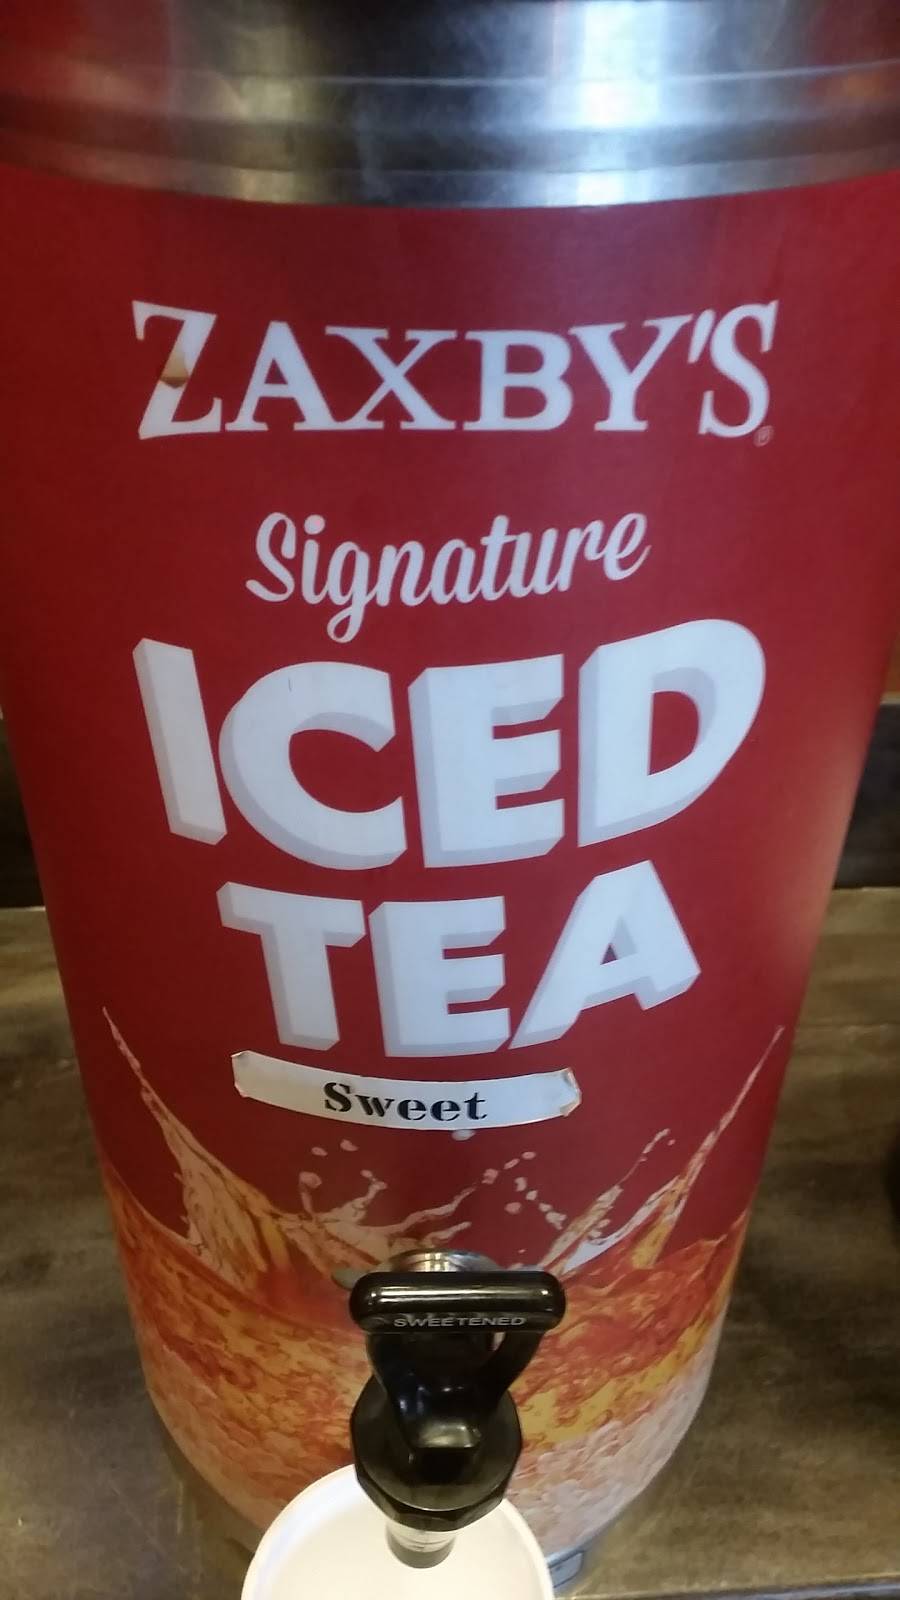 ZAXBY'S
Signature
ICED
TEA
Sweet
SWEETENED